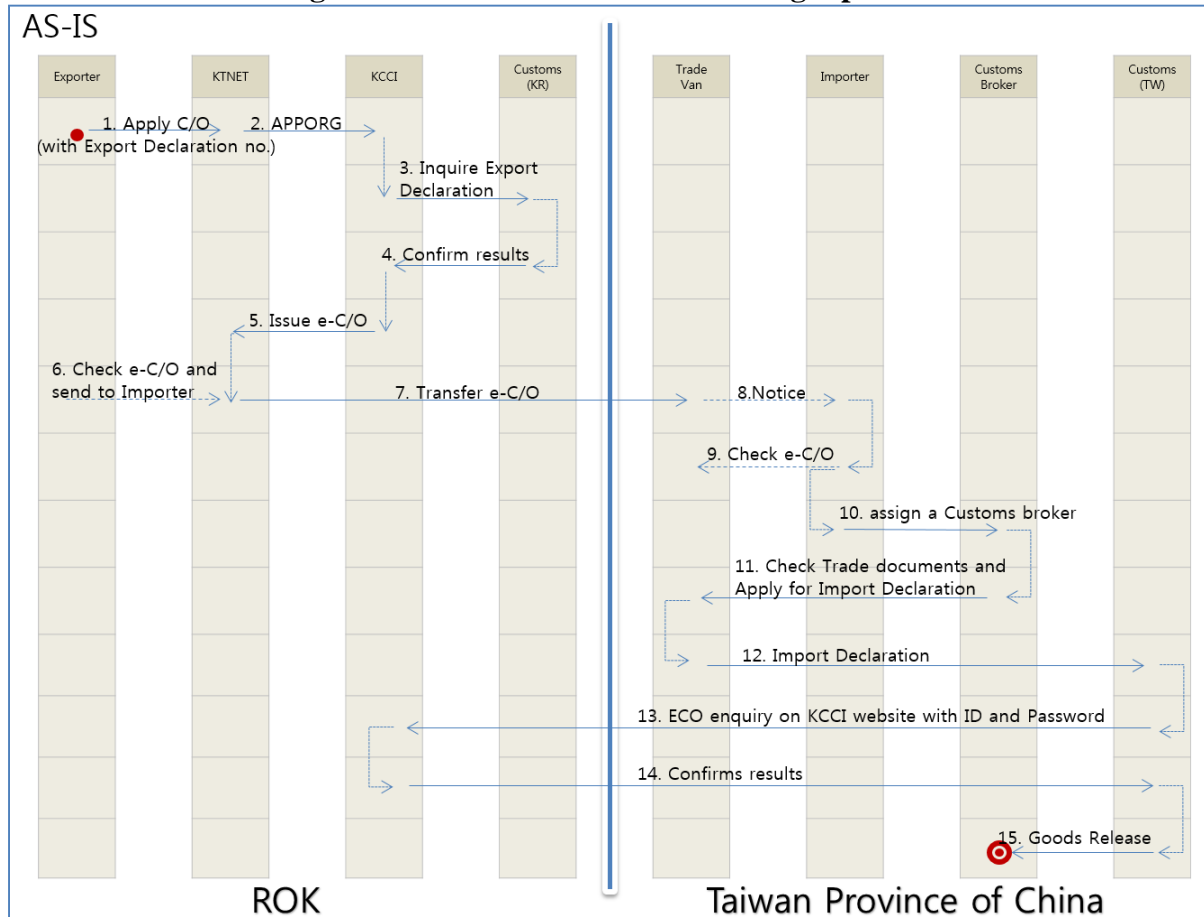 AS-IS
Exporter
KTNET
KCCI
Customs
(KR)
Trade
Van
Importer
Customs
Broker
Customs
(TW)
1. Apply C/O
(with Export Declaration no.)
2. APPORG
3. Inquire Export
Declaration
4. Confirm results
5. Issue e-C/O
6. Check e-C/O and
send to Importer
7. Transfer e-C/O
8.Notice
9. Check e-C/O
10. assign a Customs broker
11. Check Trade documents and
Apply for Import Declaration
12. Import Declaration
13. ECO enquiry on KCCI website with ID and Password
14. Confirms results
15. Goods Release
ROK
Taiwan Province of China